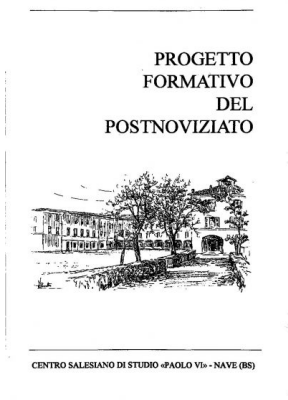 PROGETTO
FORMATIVO
DEL
POSTNOVIZIATO
CENTRO SALESIANO DI STUDIO «PAOLO VI» - NAVE (BS)